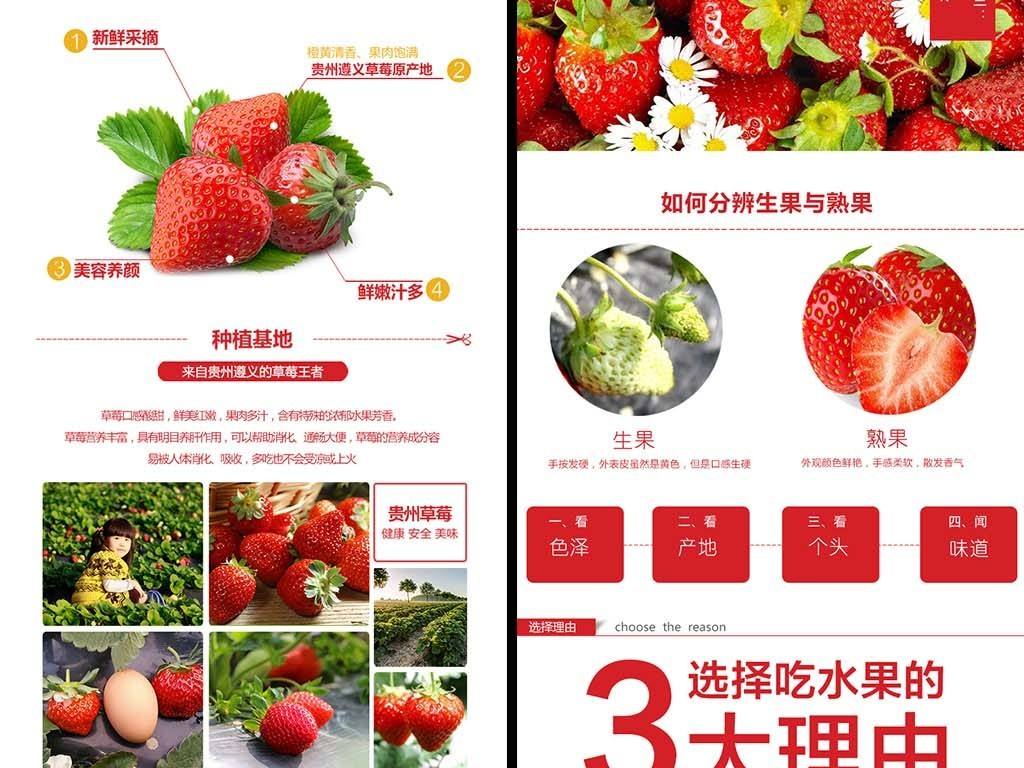 1
新鲜采摘
橙黄清香、果肉饱满
贵州遵义草莓原产地
2
3
美容养颜
鲜嫩汁多
4
种植基地
来自贵州遵义的草莓王者
草莓口感酸甜，鲜美红嫩，果肉多汁，含有特殊的浓郁水果芳香。
草莓营养丰富，具有明目养肝作用，可以帮助消化、通畅大便，草莓的营养成分容
易被人体消化、吸收，多吃也不会受凉或上火
贵州草莓
健康 安全 美味
如何分辨生果与熟果
生果
手按发硬，外表皮虽然是黄色，但是口感生硬
熟果
外观颜色鲜艳，手感柔软，散发香气
一、看
色泽
二、看
产地
三、看
个头
四、闻
味道
选择理由
choose the reason
3
选择吃水果的
大理由